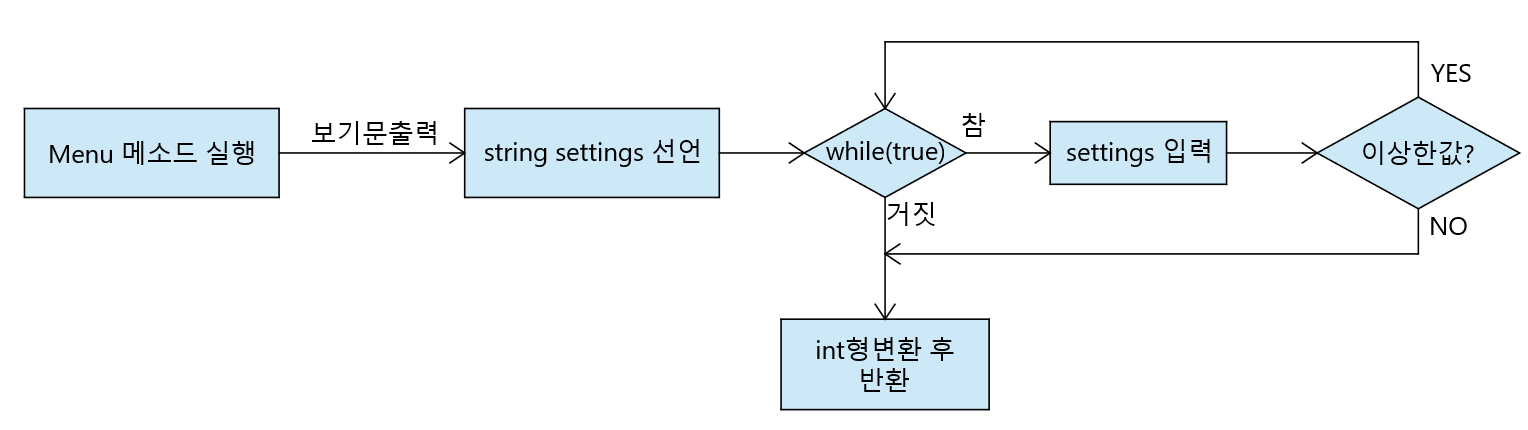 Menu 메소드 실행
보기문출력
string settings 선언
while(true)
참
settings 입력
이상한값?
YES
NO
거짓
int형변환 후
반환